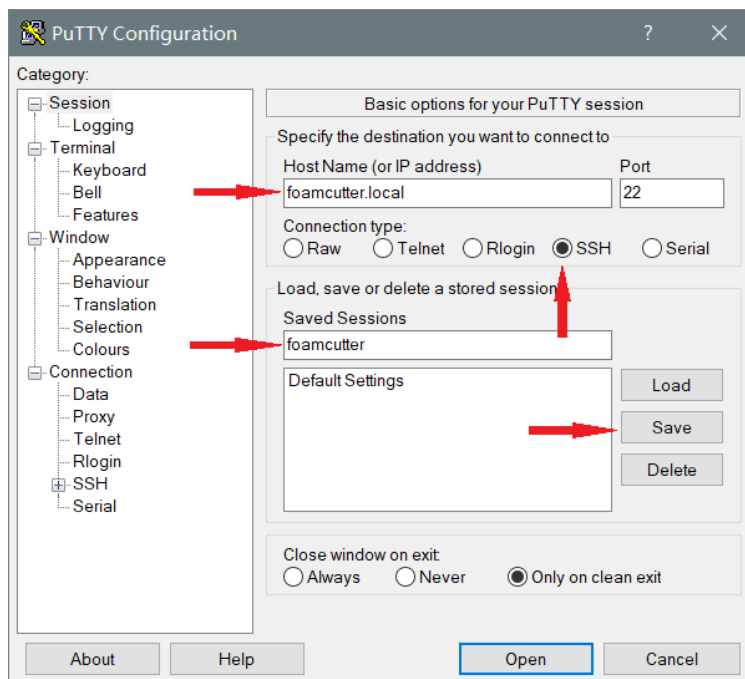 PuTTY Configuration
?
Category:
Session
Logging
Terminal
Keyboard
Bell
Features
Window
Appearance
Behaviour
Translation
Selection
Colours
Connection
Data
Proxy
Telnet
Rlogin
SSH
Serial
Basic options for your PuTTY session
Specify the destination you want to connect to
Host Name (or IP address) Port
foamcutter.local 22
Connection type:
Raw Telnet Rlogin SSH Serial
Load, save or delete a stored session
Saved Sessions
foamcutter
Default Settings
Load
Save
Delete
Close window on exit:
Always Never Only on clean exit
About Help Open Cancel